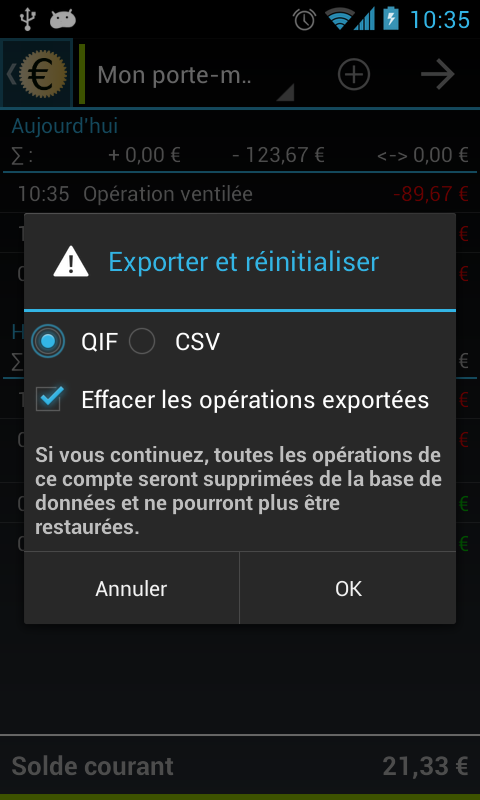 10:35
€ Mon porte-m..
Aujourd'hui
Σ : + 0,00 € - 123,67 € <-> 0,00 €
10:35 Opération ventilée -89,67 €
€
Exporter et réinitialiser
€
H
€
QIF CSV
€
Effacer les opérations exportées
€
Si vous continuez, toutes les opérations de
ce compte seront supprimées de la base de
données et ne pourront plus être
restaurées.
€
€
Annuler OK
Solde courant 21,33 €